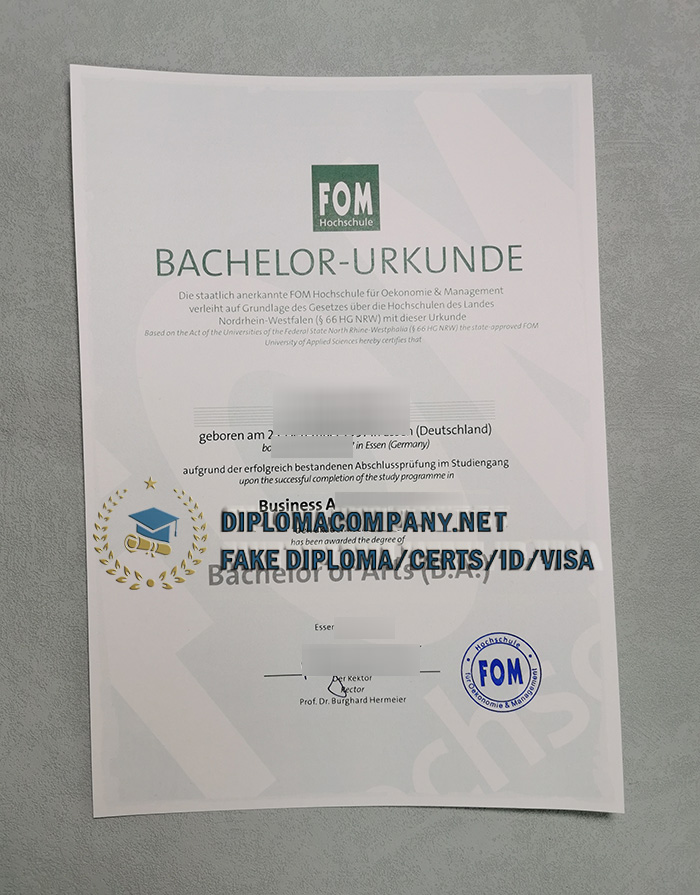 FOM
Hochschule
BACHELOR-URKUNDE
Die staatlich anerkannte FOM Hochschule für Oekonomie & Management
verleiht auf Grundlage des Gesetzes über die Hochschulen des Landes
Nordrhein-Westfalen (§ 66 HG NRW) mit dieser Urkunde
Based on the Act of the Universities of the Federal State North Rhine-Westphalia (§ 66 HG NRW) the state-approved FOM
University of Applied Sciences hereby certifies that
geboren am 2 in Essen (Deutschland)
bo in Essen (Germany)
aufgrund der erfolgreich bestandenen Abschlussprüfung im Studiengang
upon the successful completion of the study programme in
Business A
DIPLOMACOMPANY.NET
has been awarded the degree of
FAKE DIPLOMA/CERTS/ID/VISA
Bachelor of Arts (B.A.)
Esser
Der Rektor
Rector
Prof. Dr. Burghard Hermeier
Hochschule
FOM
für Oekonomie & Management